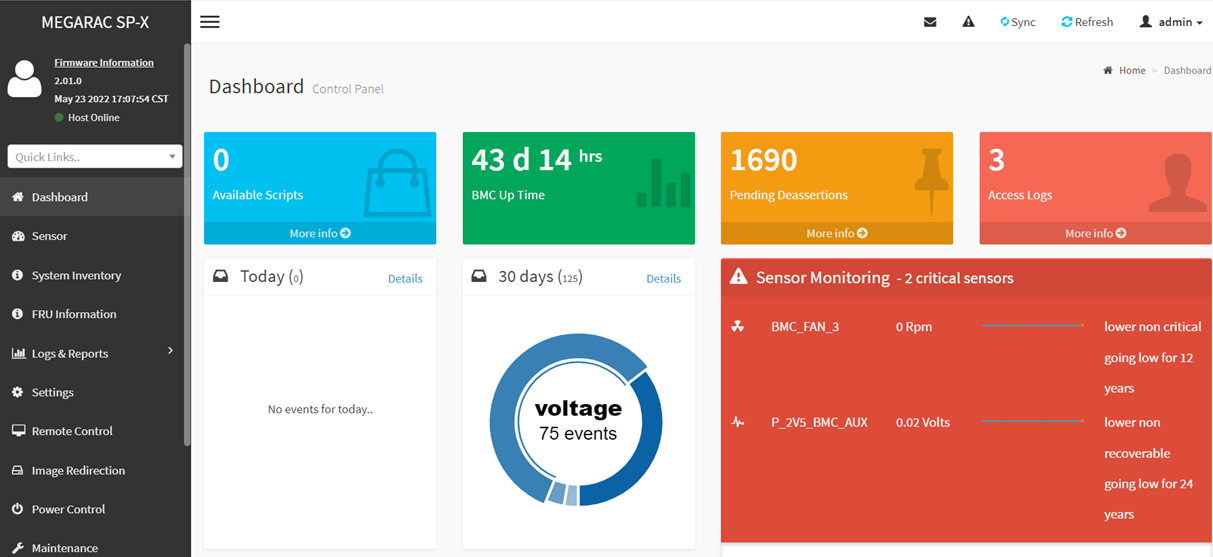 MEGARAC SP-X
Firmware Information
2.01.0
May 23 2022 17:07:54 CST
Host Online
Quick Links..
Dashboard
Sensor
System Inventory
FRU Information
Logs & Reports
Settings
Remote Control
Image Redirection
Power Control
Maintenance
Sync
Refresh
admin
Dashboard Control Panel
Home > Dashboard
0
Available Scripts
More info
43 d 14 hrs
BMC Up Time
1690
Pending Deassertions
More info
3
Access Logs
More info
Today (0)
Details
No events for today..
30 days (125)
Details
voltage
75 events
Sensor Monitoring - 2 critical sensors
BMC_FAN_3 0 Rpm lower non critical
going low for 12
years
P_2V5_BMC_AUX 0.02 Volts lower non
recoverable
going low for 24
years